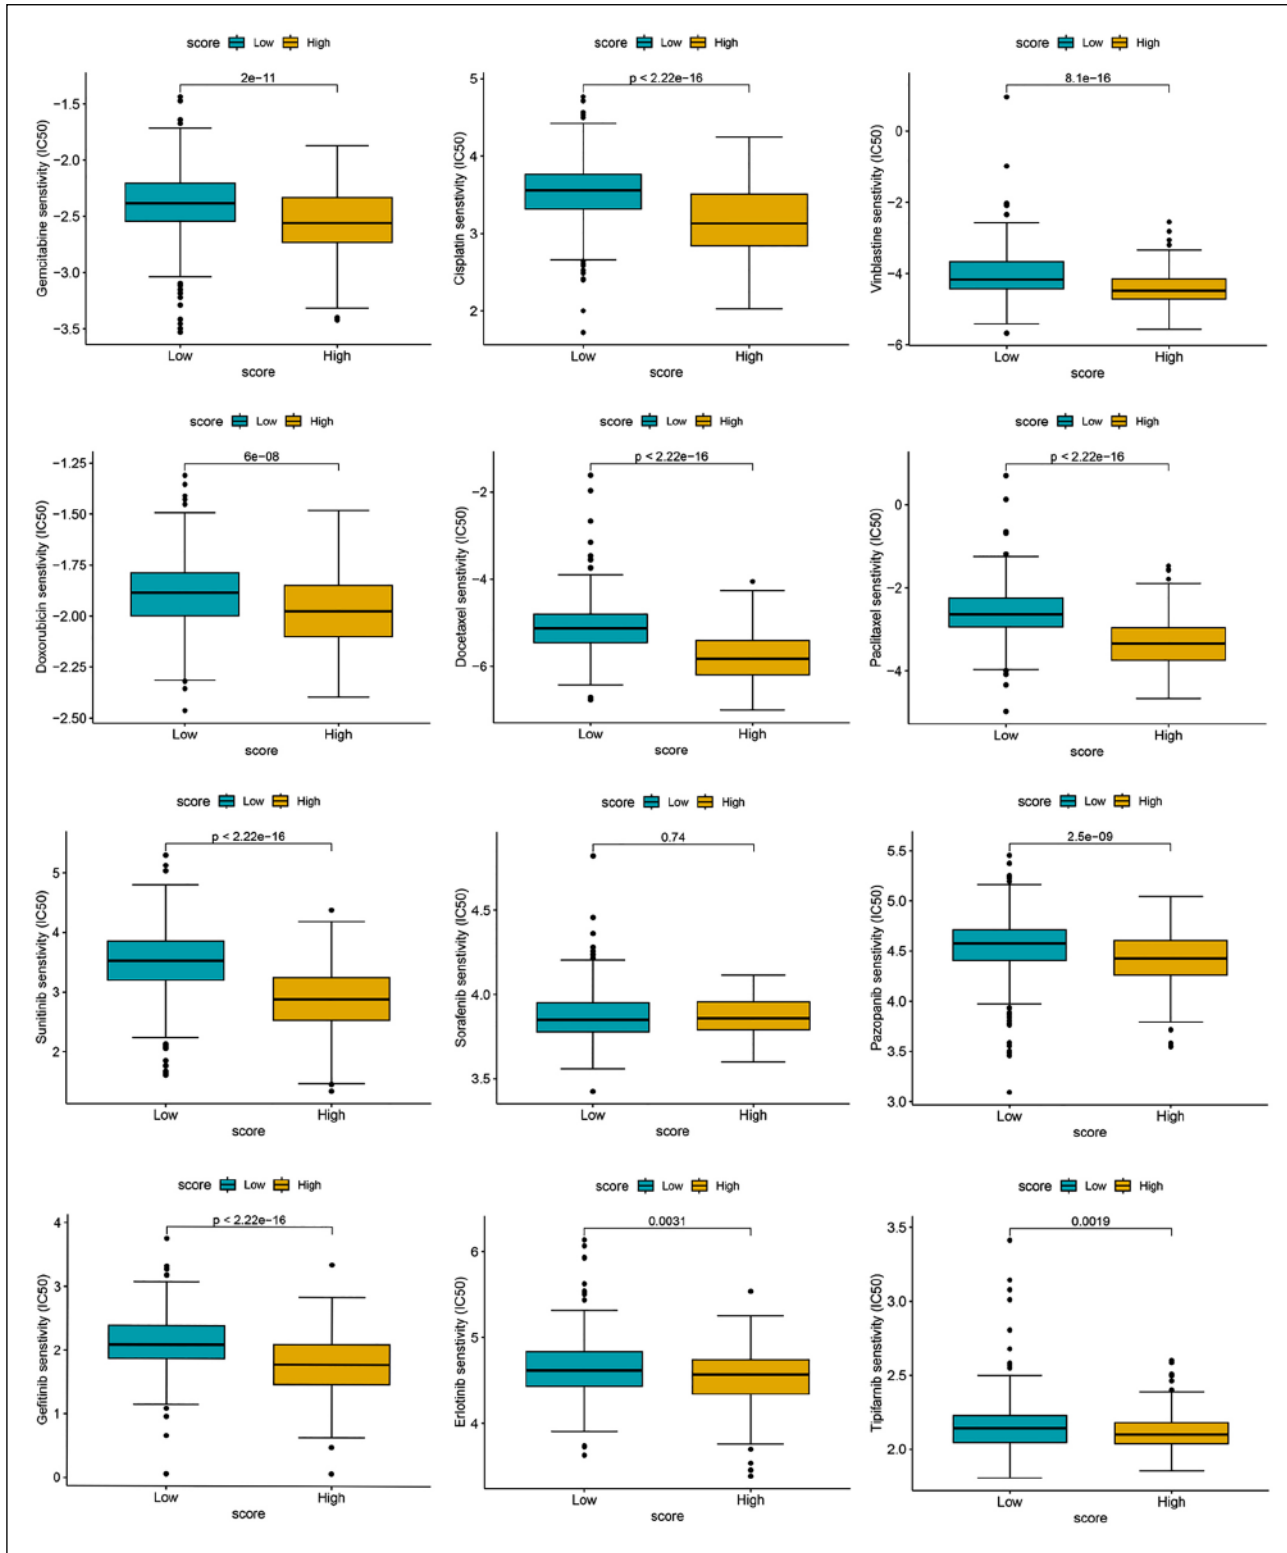 score Low High
2e−11
Gemcitabine senstivity (IC50)
−1.5
−2.0
−2.5
−3.0
−3.5
Low High
score
score Low High
p < 2.22e−16
Cisplatin senstivity (IC50)
5
4
3
2
Low High
score
score Low High
8.1e−16
Vinblastine senstivity (IC50)
0
−2
−4
−6
Low High
score
score Low High
6e−08
Doxorubicin senstivity (IC50)
−1.25
−1.50
−1.75
−2.00
−2.25
−2.50
Low High
score
score Low High
p < 2.22e−16
Docetaxel senstivity (IC50)
−2
−4
−6
Low High
score
score Low High
p < 2.22e−16
Paclitaxel senstivity (IC50)
0
−2
−4
Low High
score
score Low High
p < 2.22e−16
Sunitinib senstivity (IC50)
5
4
3
2
Low High
score
score Low High
0.74
Sorafenib senstivity (IC50)
4.5
4.0
3.5
Low High
score
score Low High
2.5e−09
Pazopanib senstivity (IC50)
5.5
5.0
4.5
4.0
3.5
3.0
Low High
score
score Low High
p < 2.22e−16
Gefitinib senstivity (IC50)
4
3
2
1
0
Low High
score
score Low High
0.0031
Erlotinib senstivity (IC50)
6
5
4
Low High
score
score Low High
0.0019
Tipifarnib senstivity (IC50)
3.5
3.0
2.5
2.0
Low High
score